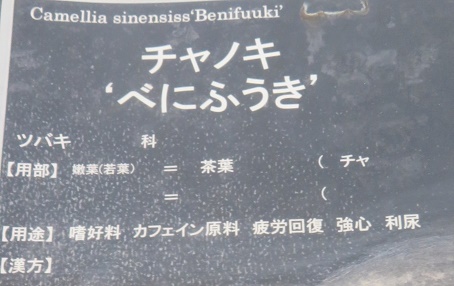 Camellia sinensiss‘Benifuuki’
チャノキ
‘べにふうき’
ツバキ 科
【用部】 嫩葉(若葉) ＝ 茶葉 ( チャ
＝ (
【用途】 嗜好料 カフェイン原料 疲労回復 強心 利尿
【漢方】